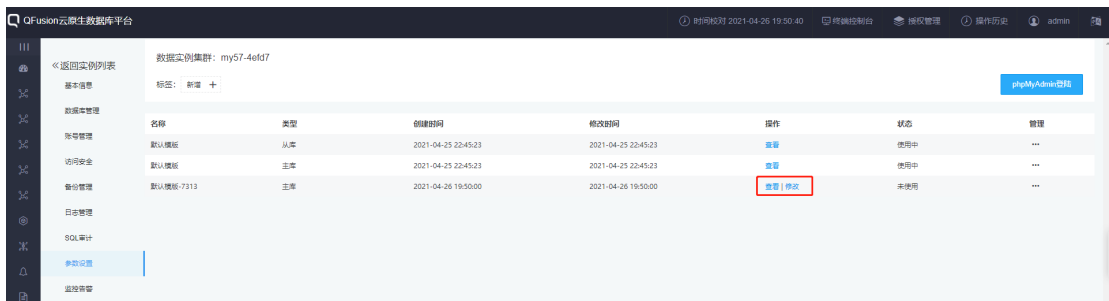 QFusion云原生数据库平台
时间校对 2021-04-26 19:50:40 终端控制台 授权管理 操作历史 admin
《返回实例列表
基本信息
数据库管理
账号管理
访问安全
备份管理
日志管理
SQL审计
参数设置
监控告警
数据实例集群：my57-4efd7
标签： 新增 +
phpMyAdmin登陆
名称 类型 创建时间 修改时间 操作 状态 管理
默认模版 从库 2021-04-25 22:45:23 2021-04-25 22:45:23 查看 使用中 ···
默认模版 主库 2021-04-25 22:45:23 2021-04-25 22:45:23 查看 使用中 ···
默认模版-7313 主库 2021-04-26 19:50:00 2021-04-26 19:50:00 查看 | 修改 未使用 ···